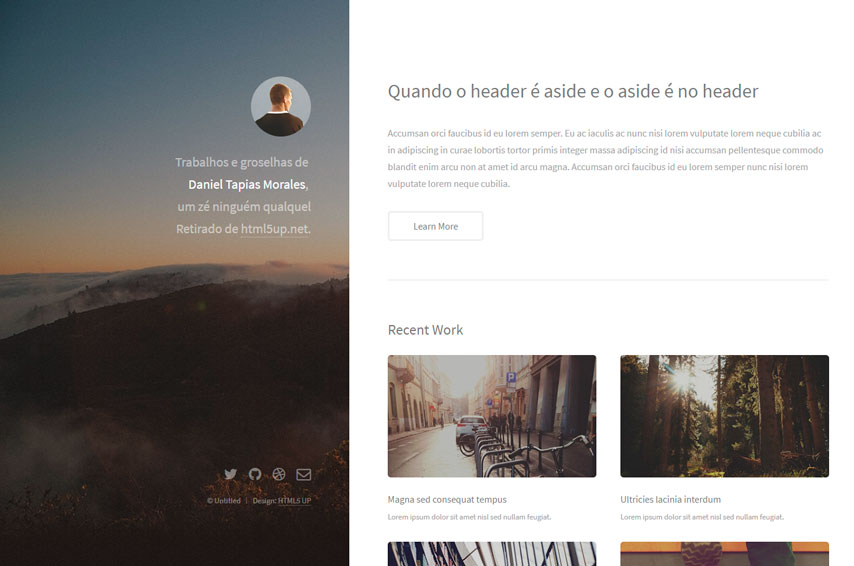 Trabalhos e groselhas de
Daniel Tapias Morales,
um zé ninguém qualquel
Retirado de html5up.net.
© Untitled | Design: HTML5 UP
Quando o header é aside e o aside é no header
Accumsan orci faucibus id eu lorem semper. Eu ac iaculis ac nunc nisi lorem vulputate lorem neque cubilia ac
in adipiscing in curae lobortis tortor primis integer massa adipiscing id nisi accumsan pellentesque commodo
blandit enim arcu non at amet id arcu magna. Accumsan orci faucibus id eu lorem semper nunc nisi lorem
vulputate lorem neque cubilia.
Learn More
Recent Work
P
Magna sed consequat tempus
Lorem ipsum dolor sit amet nisl sed nullam feugiat.
Ultricies lacinia interdum
Lorem ipsum dolor sit amet nisl sed nullam feugiat.